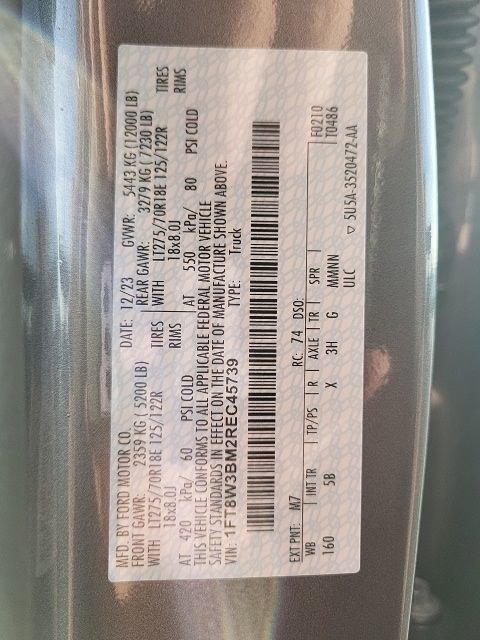 MFD. BY FORD MOTOR CO.
DATE: 12/23 GVWR: 5443 KG (12000 LB)
FRONT GAWR: 2359 KG ( 5200 LB) REAR GAWR: 3279 KG ( 7230 LB)
WITH LT275/70R18E 125/122R TIRES WITH LT275/70R18E 125/122R TIRES
18x8.0J RIMS 18x8.0J RIMS
AT 420 kPa/ 60 PSI COLD AT 550 kPa/ 80 PSI COLD
THIS VEHICLE CONFORMS TO ALL APPLICABLE FEDERAL MOTOR VEHICLE
SAFETY STANDARDS IN EFFECT ON THE DATE OF MANUFACTURE SHOWN ABOVE.
VIN: 1FT8W3BM2REC45739 TYPE: Truck
F0210
EXT PNT: M7 RC: 74 DSO: T0486
WB INT TR TP/PS R AXLE TR SPR
160 5B X 3H G MMNNN
ULC ▽ 5U5A-3520472-AA